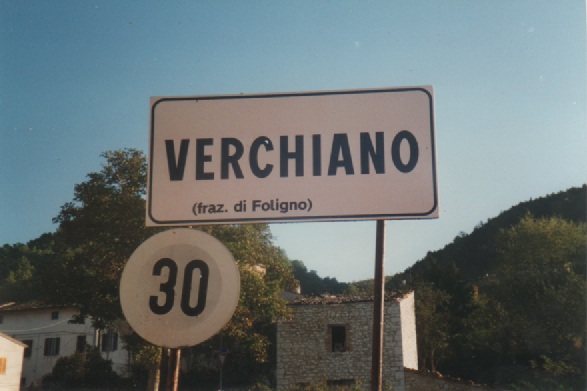 VERCHIANO
(fraz. di Foligno)
30